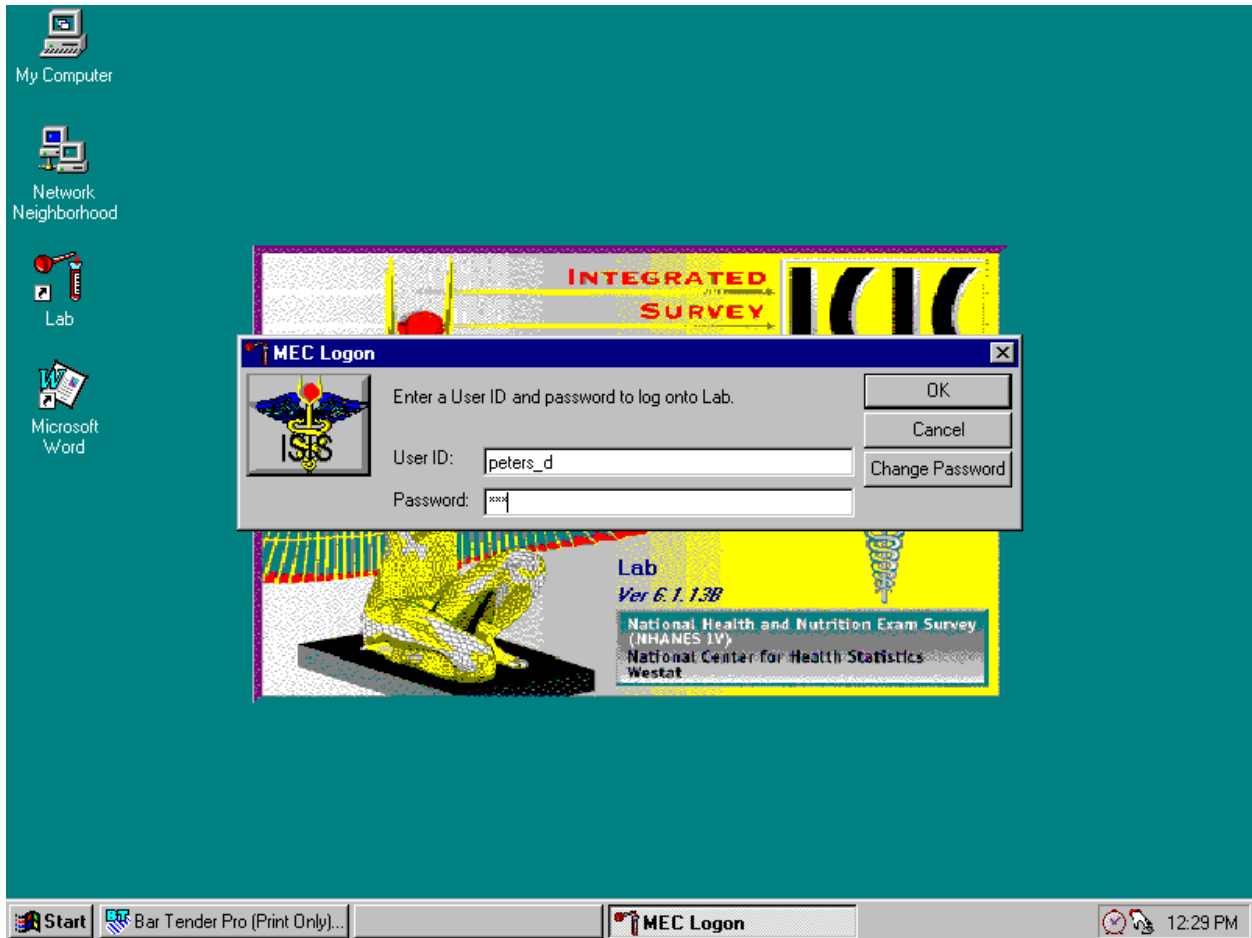 My Computer
Network
Neighborhood
Lab
Microsoft
Word
INTEGRATED
SURVEY
MEC Logon
Enter a User ID and password to log onto Lab.
ISIS
User ID: peters_d
Password: ***
OK
Cancel
Change Password
Lab
Ver 6.1.13B
National Health and Nutrition Exam Survey
(NHANES IV)
National Center for Health Statistics
Westat
Start
Bar Tender Pro (Print Only)...
MEC Logon
12:29 PM